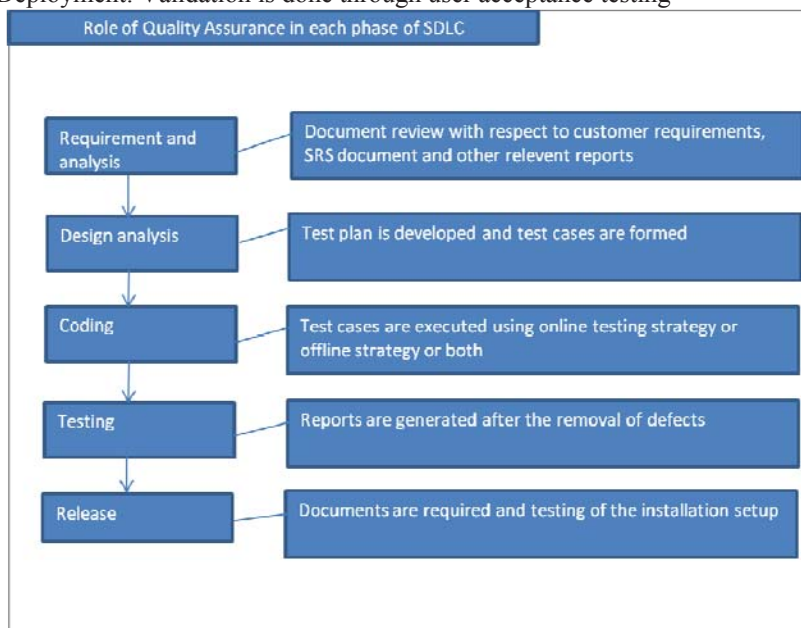 Deployment: Validation is done through user acceptance testing
Role of Quality Assurance in each phase of SDLC
Requirement and
analysis
Document review with respect to customer requirements,
SRS document and other relevent reports
Design analysis
Test plan is developed and test cases are formed
Coding
Test cases are executed using online testing strategy or
offline strategy or both
Testing
Reports are generated after the removal of defects
Release
Documents are required and testing of the installation setup